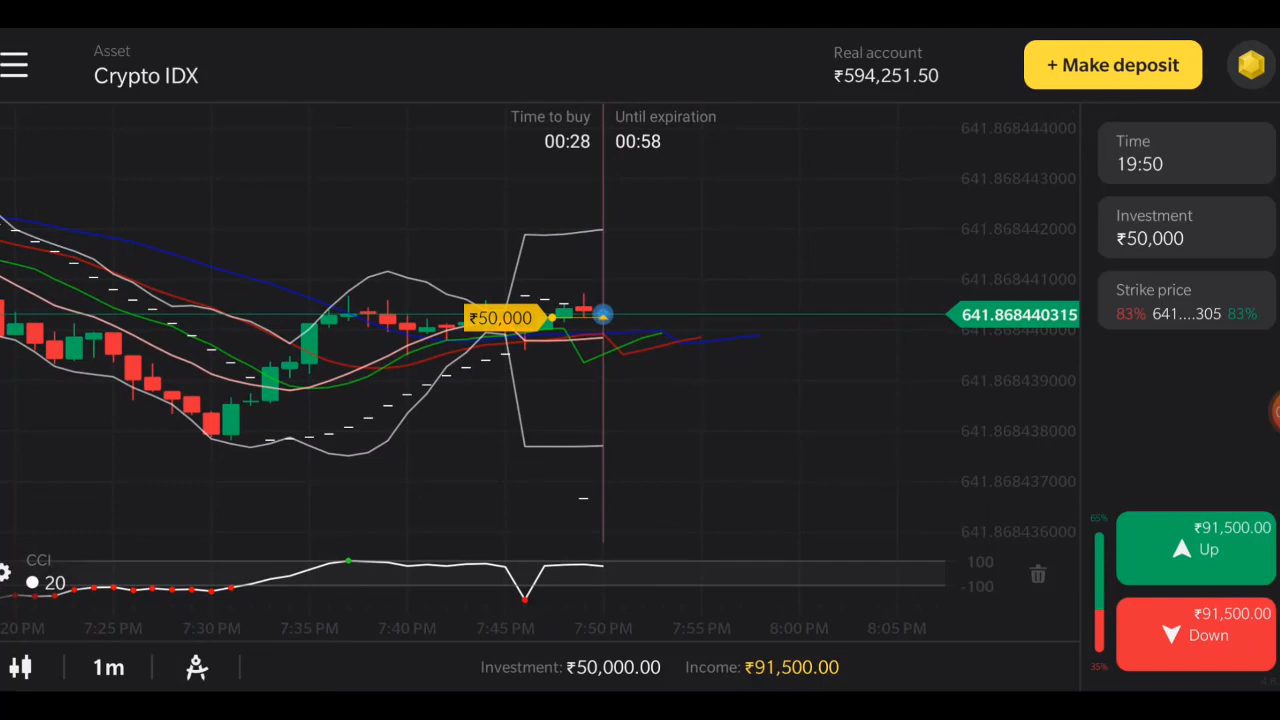 Asset
Crypto IDX
Real account
₹594,251.50
+ Make deposit
Time to buy
00:28
Until expiration
00:58
641.868444000
641.868443000
641.868442000
641.868441000
641.868440315
641.868440000
641.868439000
641.868438000
641.868437000
641.868436000
₹50,000
Time
19:50
Investment
₹50,000
Strike price
83% 641....305 83%
65%
₹91,500.00
Up
₹91,500.00
Down
35%
CCI
20
100
-100
:20 PM 7:25 PM 7:30 PM 7:35 PM 7:40 PM 7:45 PM 7:50 PM 7:55 PM 8:00 PM 8:05 PM
1m
Investment: ₹50,000.00 Income: ₹91,500.00